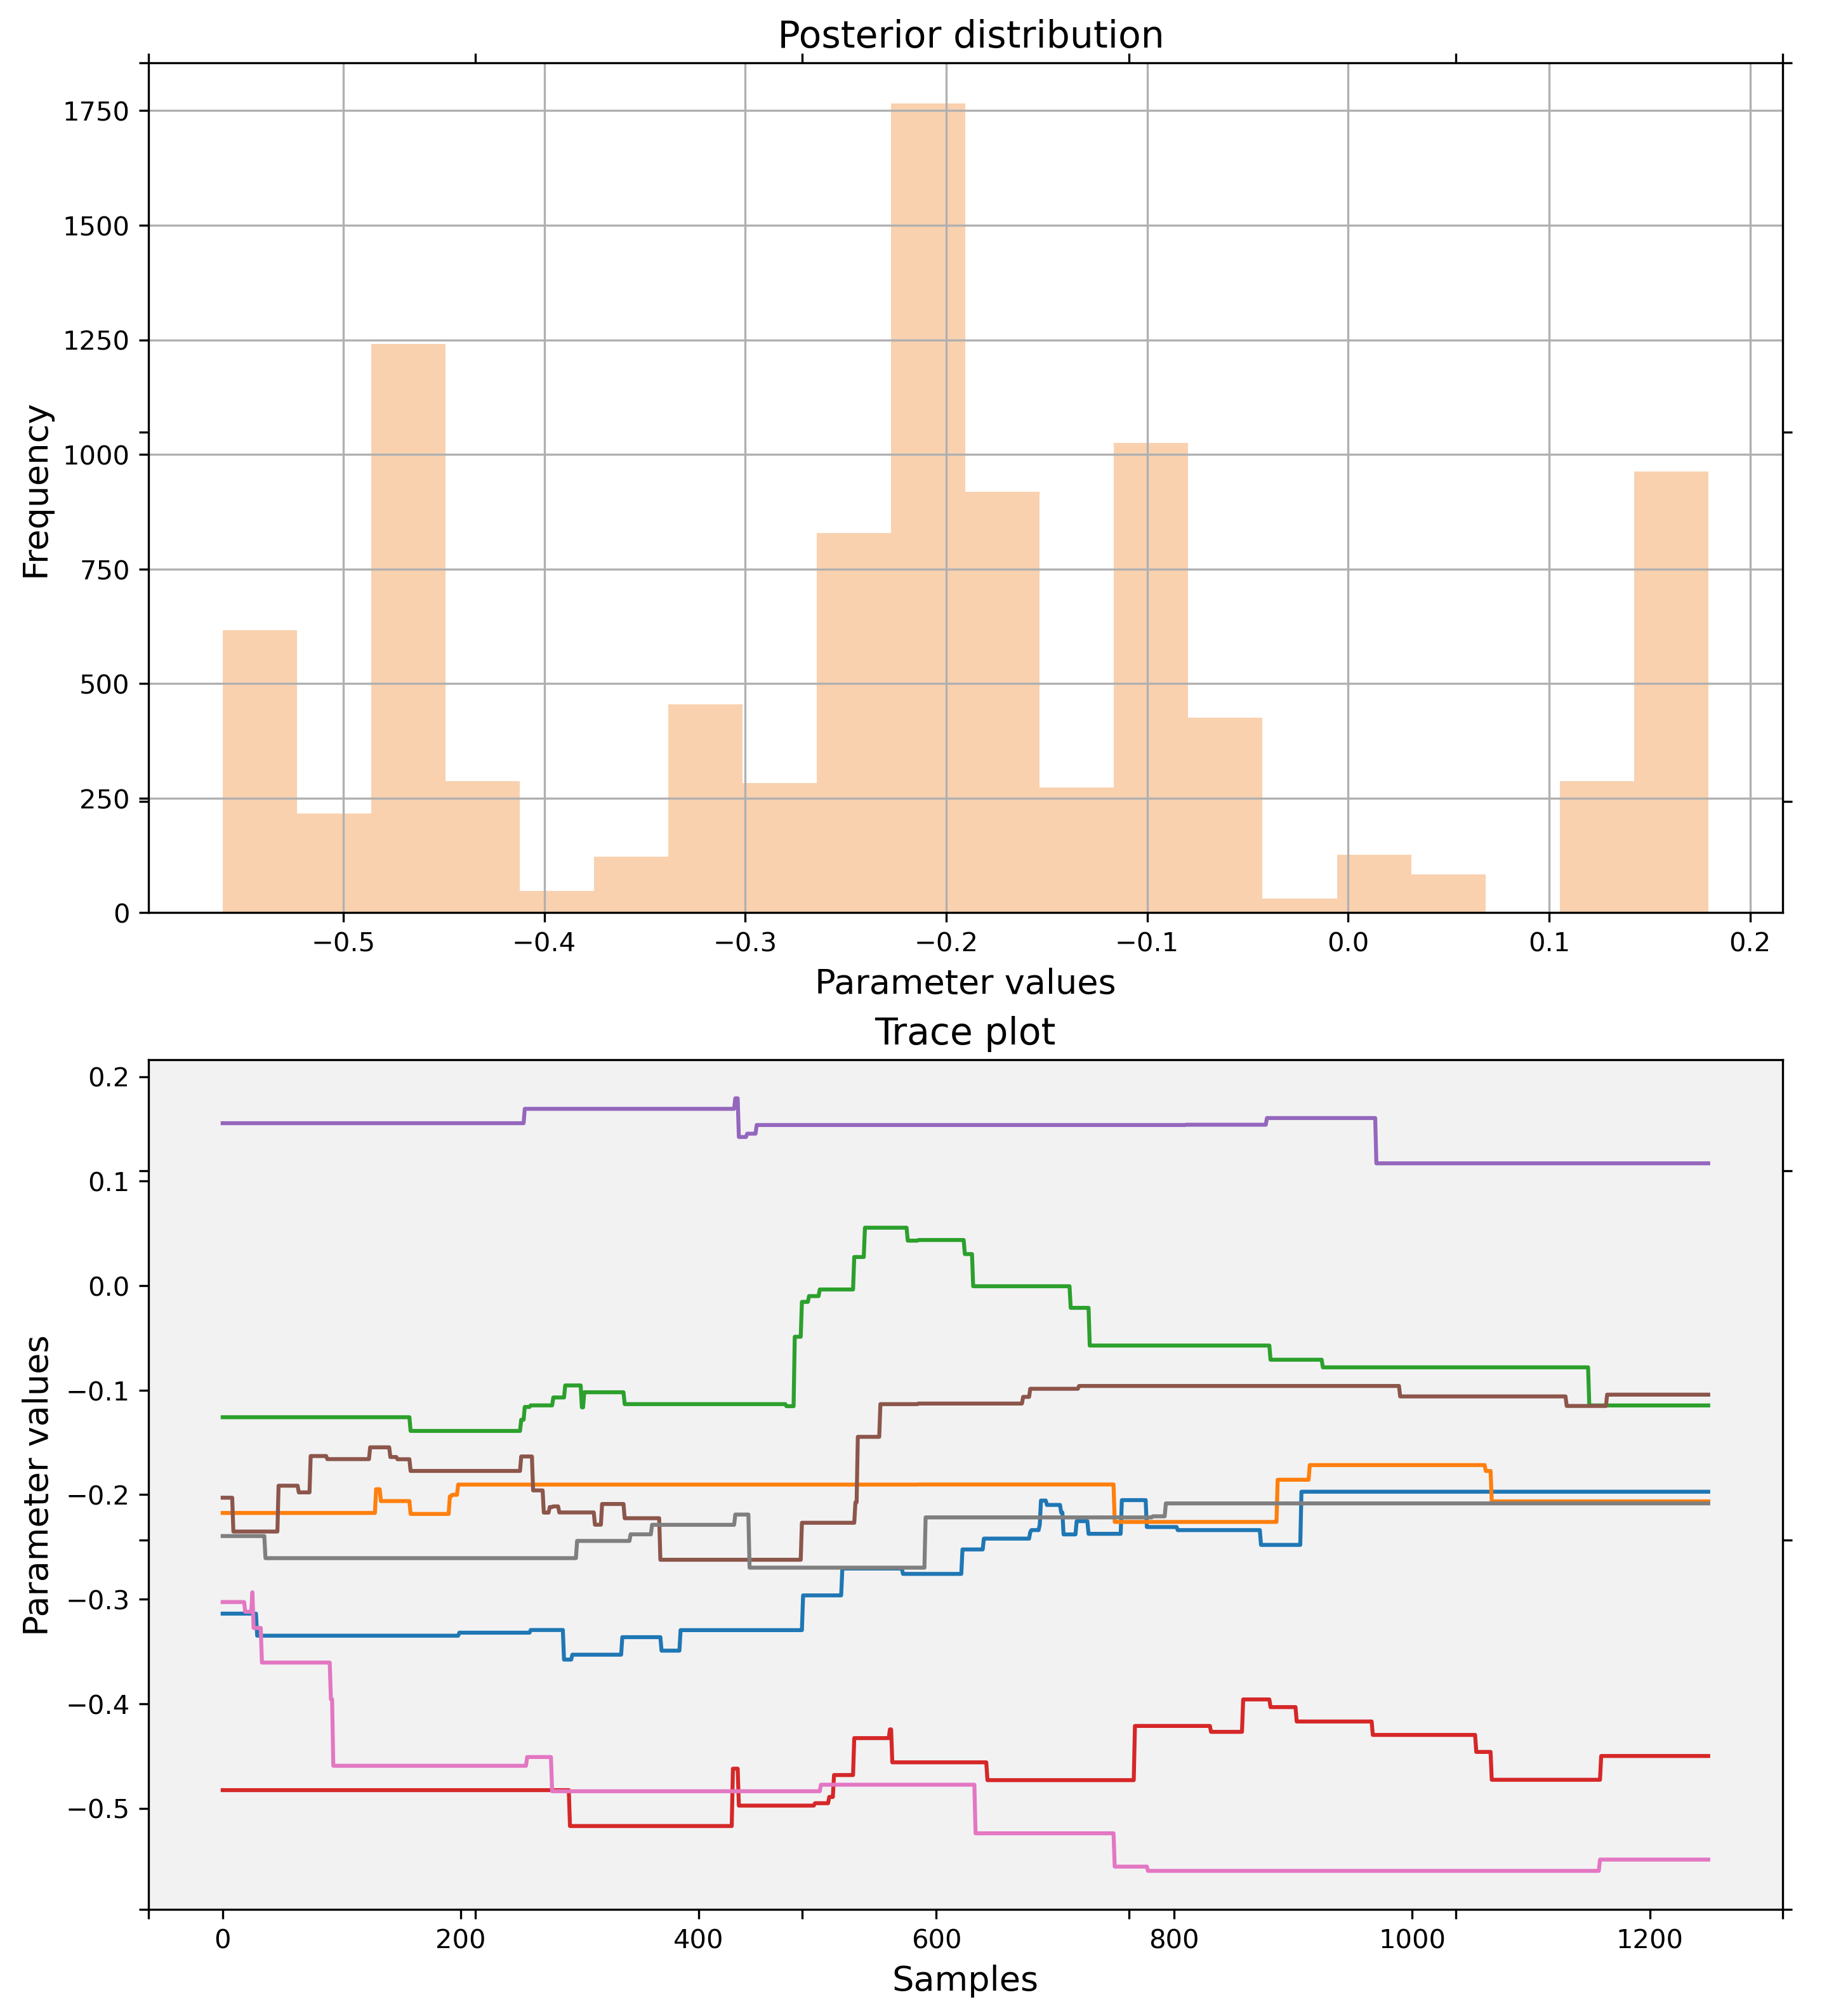 Posterior distribution
1750
1500
1250
1000
750
500
250
0
Frequency
−0.5 −0.4 −0.3 −0.2 −0.1 0.0 0.1 0.2
Parameter values
Trace plot
0.2
0.1
0.0
−0.1
−0.2
−0.3
−0.4
−0.5
Parameter values
0 200 400 600 800 1000 1200
Samples